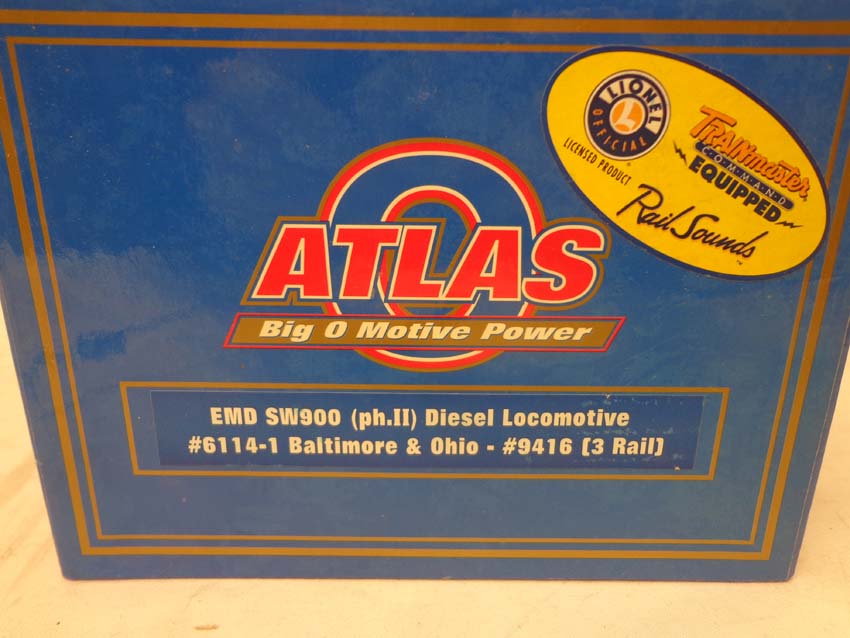 LIONEL
OFFICIAL
LICENSED PRODUCT
TRAINmaster
COMMAND
EQUIPPED
RailSounds
™
ATLAS
O
Big O Motive Power
EMD SW900 (ph.II) Diesel Locomotive
#6114-1 Baltimore & Ohio - #9416 (3 Rail)